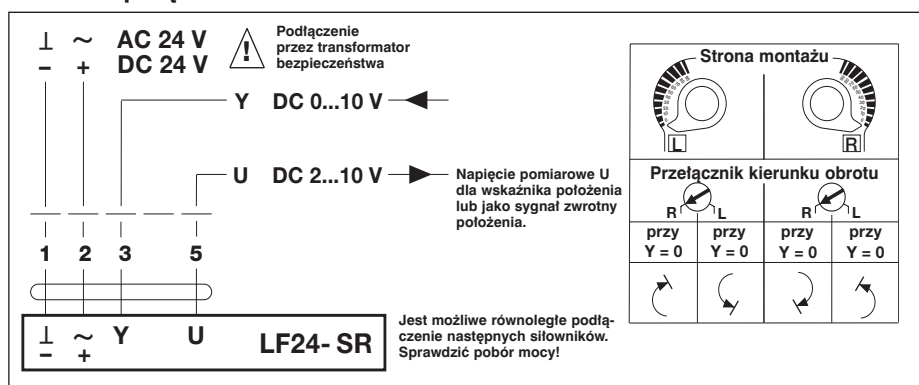 ⊥ ~ AC 24 V
– + DC 24 V
Podłączenie
przez transformator
bezpieczeństwa
Y DC 0...10 V
U DC 2...10 V
Napięcie pomiarowe U
dla wskaźnika położenia
lub jako sygnał zwrotny
położenia.
1 2 3 5
⊥ ~ Y U
– +
LF24- SR
Jest możliwe równoległe podłą-
czenie następnych siłowników.
Sprawdzić pobór mocy!
Strona montażu
L R
Przełącznik kierunku obrotu
R L R L
przy przy przy przy
Y = 0 Y = 0 Y = 0 Y = 0